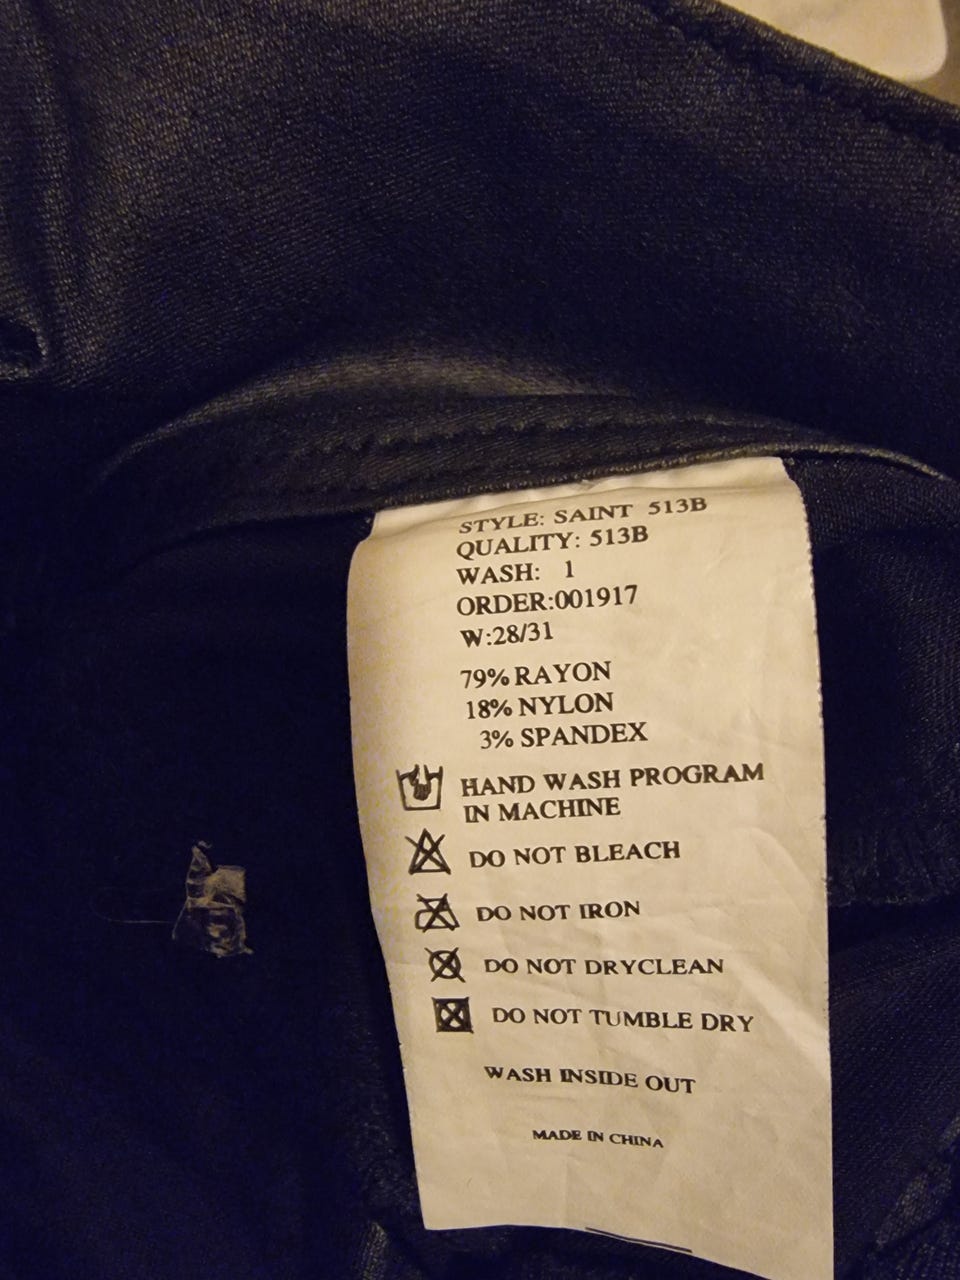 STYLE: SAINT 513B
QUALITY: 513B
WASH: 1
ORDER:001917
W:28/31
79% RAYON
18% NYLON
3% SPANDEX
HAND WASH PROGRAM
IN MACHINE
DO NOT BLEACH
DO NOT IRON
DO NOT DRYCLEAN
DO NOT TUMBLE DRY
WASH INSIDE OUT
MADE IN CHINA